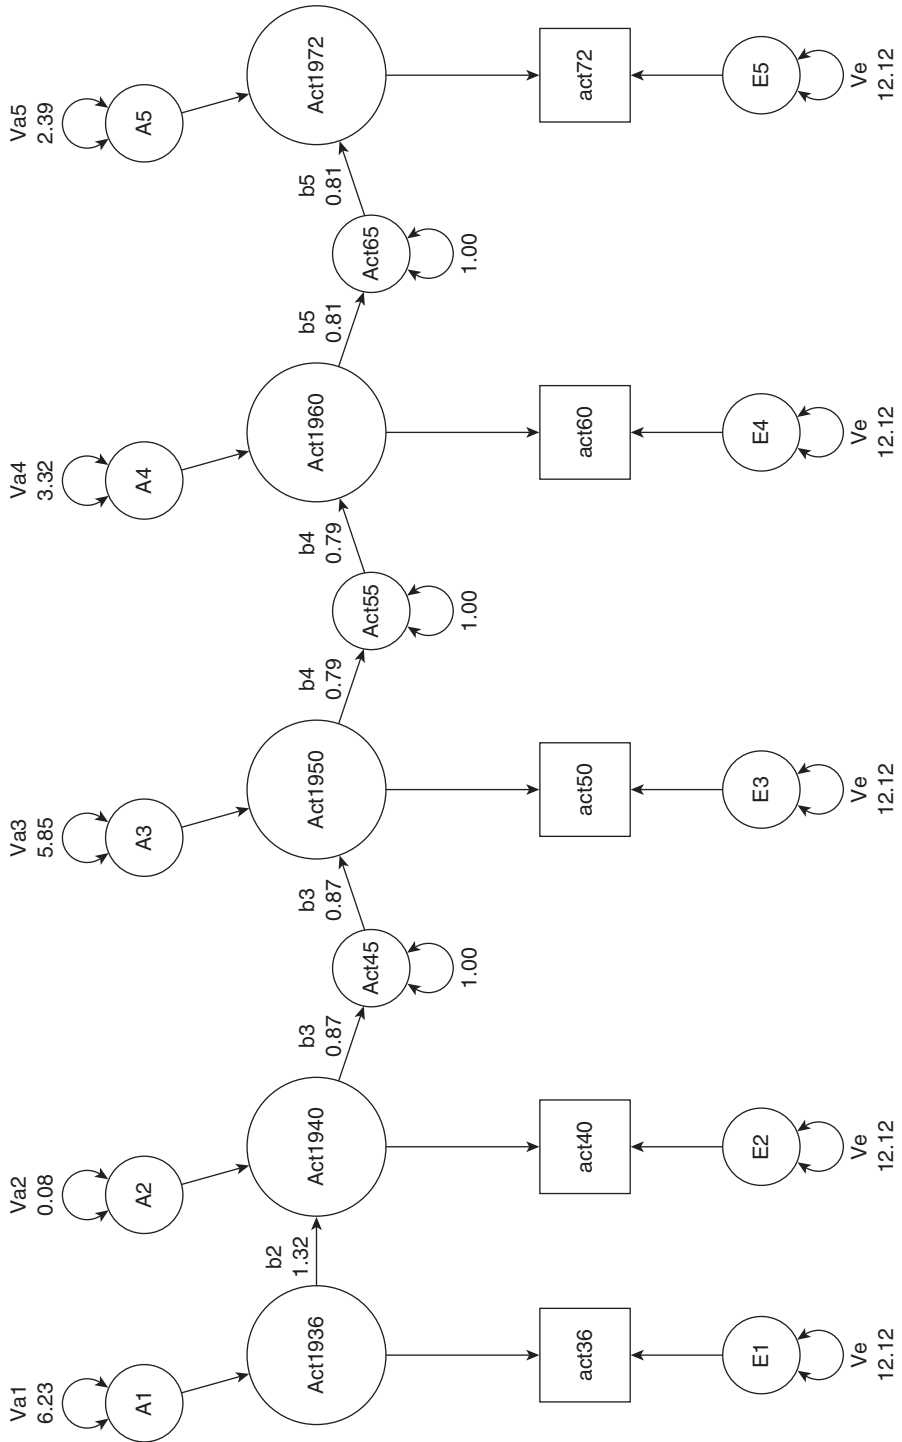 Va1
6.23
Va2
0.08
Va3
5.85
Va4
3.32
Va5
2.39
A1
A2
A3
A4
A5
Act1936
b2
1.32
Act1940
b3
0.87
Act45
1.00
b3
0.87
Act1950
b4
0.79
Act55
1.00
b4
0.79
Act1960
b5
0.81
Act65
1.00
b5
0.81
Act1972
act36
act40
act50
act60
act72
E1
E2
E3
E4
E5
Ve
12.12
Ve
12.12
Ve
12.12
Ve
12.12
Ve
12.12